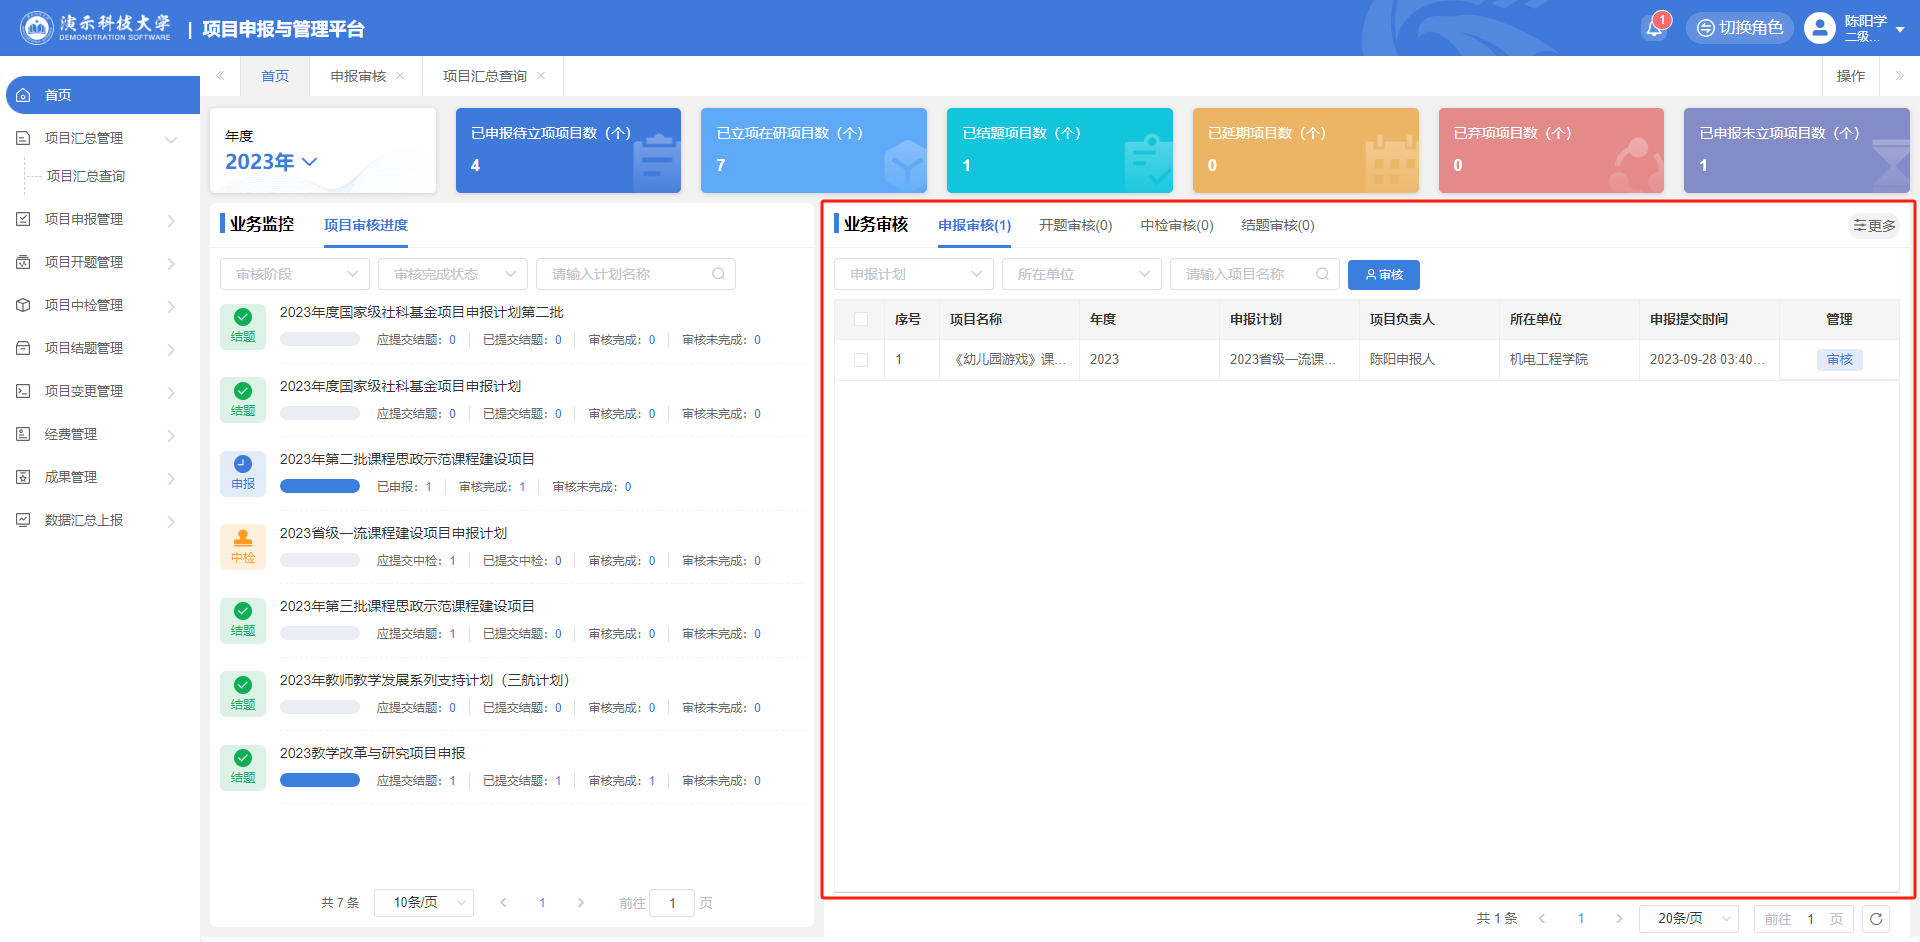 演示科技大学
DEMONSTRATION SOFTWARE
| 项目申报与管理平台
1
切换角色
陈阳学
二级...
首页
申报审核 ×
项目汇总查询 ×
操作
首页
项目汇总管理
项目汇总查询
项目申报管理
项目开题管理
项目中检管理
项目结题管理
项目变更管理
经费管理
成果管理
数据汇总上报
年度
2023年
已申报待立项项目数（个）
4
已立项在研项目数（个）
7
已结题项目数（个）
1
已延期项目数（个）
0
已弃项项目数（个）
0
已申报未立项项目数（个）
1
业务监控 项目审核进度
审核阶段 审核完成状态 请输入计划名称
结题
2023年度国家级社科基金项目申报计划第二批
应提交结题：0 已提交结题：0 审核完成：0 审核未完成：0
结题
2023年度国家级社科基金项目申报计划
应提交结题：0 已提交结题：0 审核完成：0 审核未完成：0
申报
2023年第二批课程思政示范课程建设项目
已申报：1 审核完成：1 审核未完成：0
中检
2023省级一流课程建设项目申报计划
应提交中检：1 已提交中检：0 审核完成：0 审核未完成：0
结题
2023年第三批课程思政示范课程建设项目
应提交结题：1 已提交结题：0 审核完成：0 审核未完成：0
结题
2023年教师教学发展系列支持计划（三航计划）
应提交结题：0 已提交结题：0 审核完成：0 审核未完成：0
结题
2023教学改革与研究项目申报
应提交结题：1 已提交结题：1 审核完成：1 审核未完成：0
共 7 条 10条/页 1 前往 1 页
业务审核 申报审核(1) 开题审核(0) 中检审核(0) 结题审核(0) 更多
申报计划 所在单位 请输入项目名称 审核
序号 项目名称 年度 申报计划 项目负责人 所在单位 申报提交时间 管理
1 《幼儿园游戏》课... 2023 2023省级一流课... 陈阳申报人 机电工程学院 2023-09-28 03:40... 审核
共 1 条 1 20条/页 前往 1 页